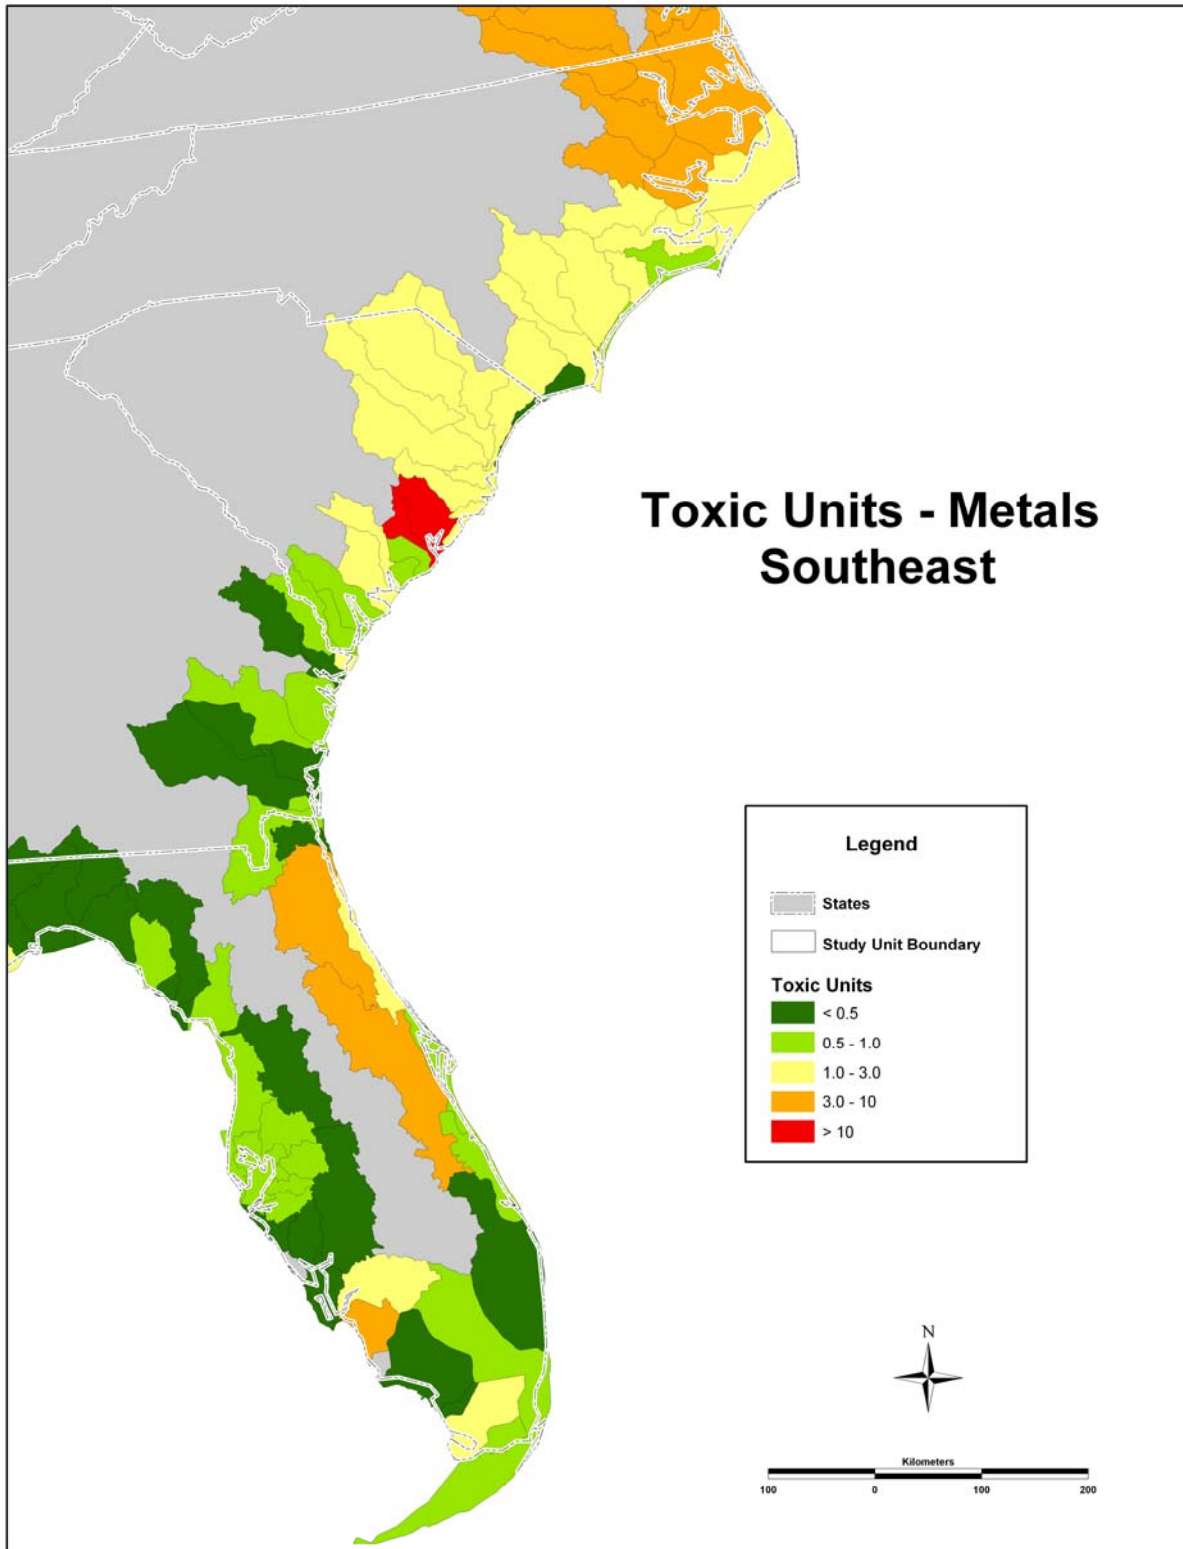 Toxic Units - Metals
Southeast
Legend
States
Study Unit Boundary
Toxic Units
< 0.5
0.5 - 1.0
1.0 - 3.0
3.0 - 10
> 10
N
Kilometers
100 0 100 200